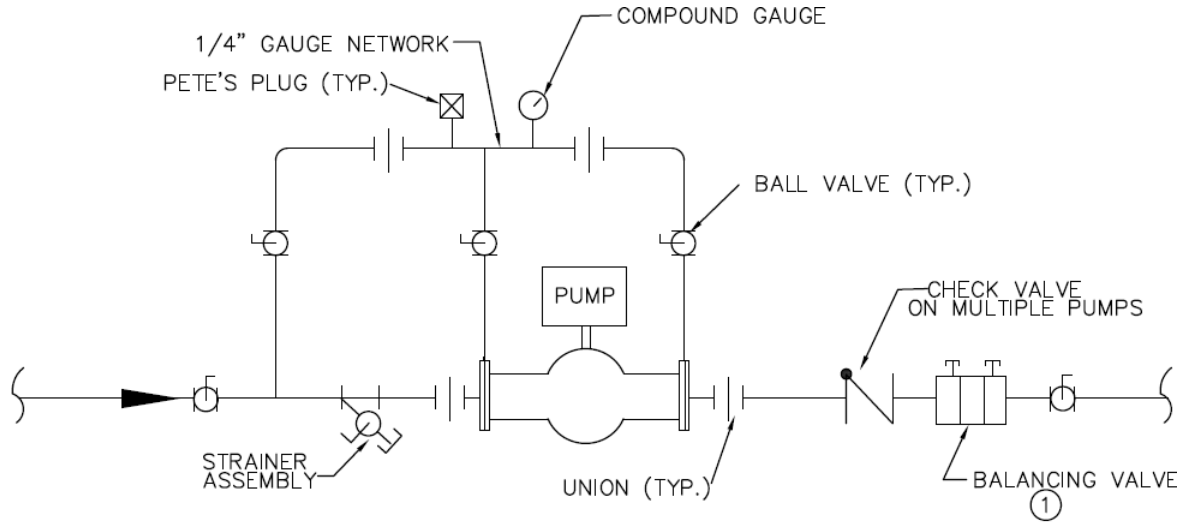 COMPOUND GAUGE
1/4" GAUGE NETWORK
PETE'S PLUG (TYP.)
BALL VALVE (TYP.)
PUMP
CHECK VALVE
ON MULTIPLE PUMPS
STRAINER
ASSEMBLY
UNION (TYP.)
BALANCING VALVE
1